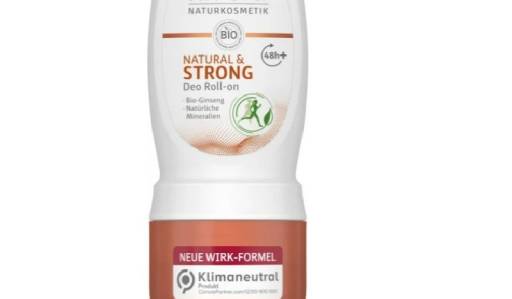 NATURKOSMETIK
BIO
48h+
NATURAL &
STRONG
Deo Roll-on
· Bio-Ginseng
· Natürliche
Mineralien
NEUE WIRK-FORMEL
Klimaneutral
Produkt